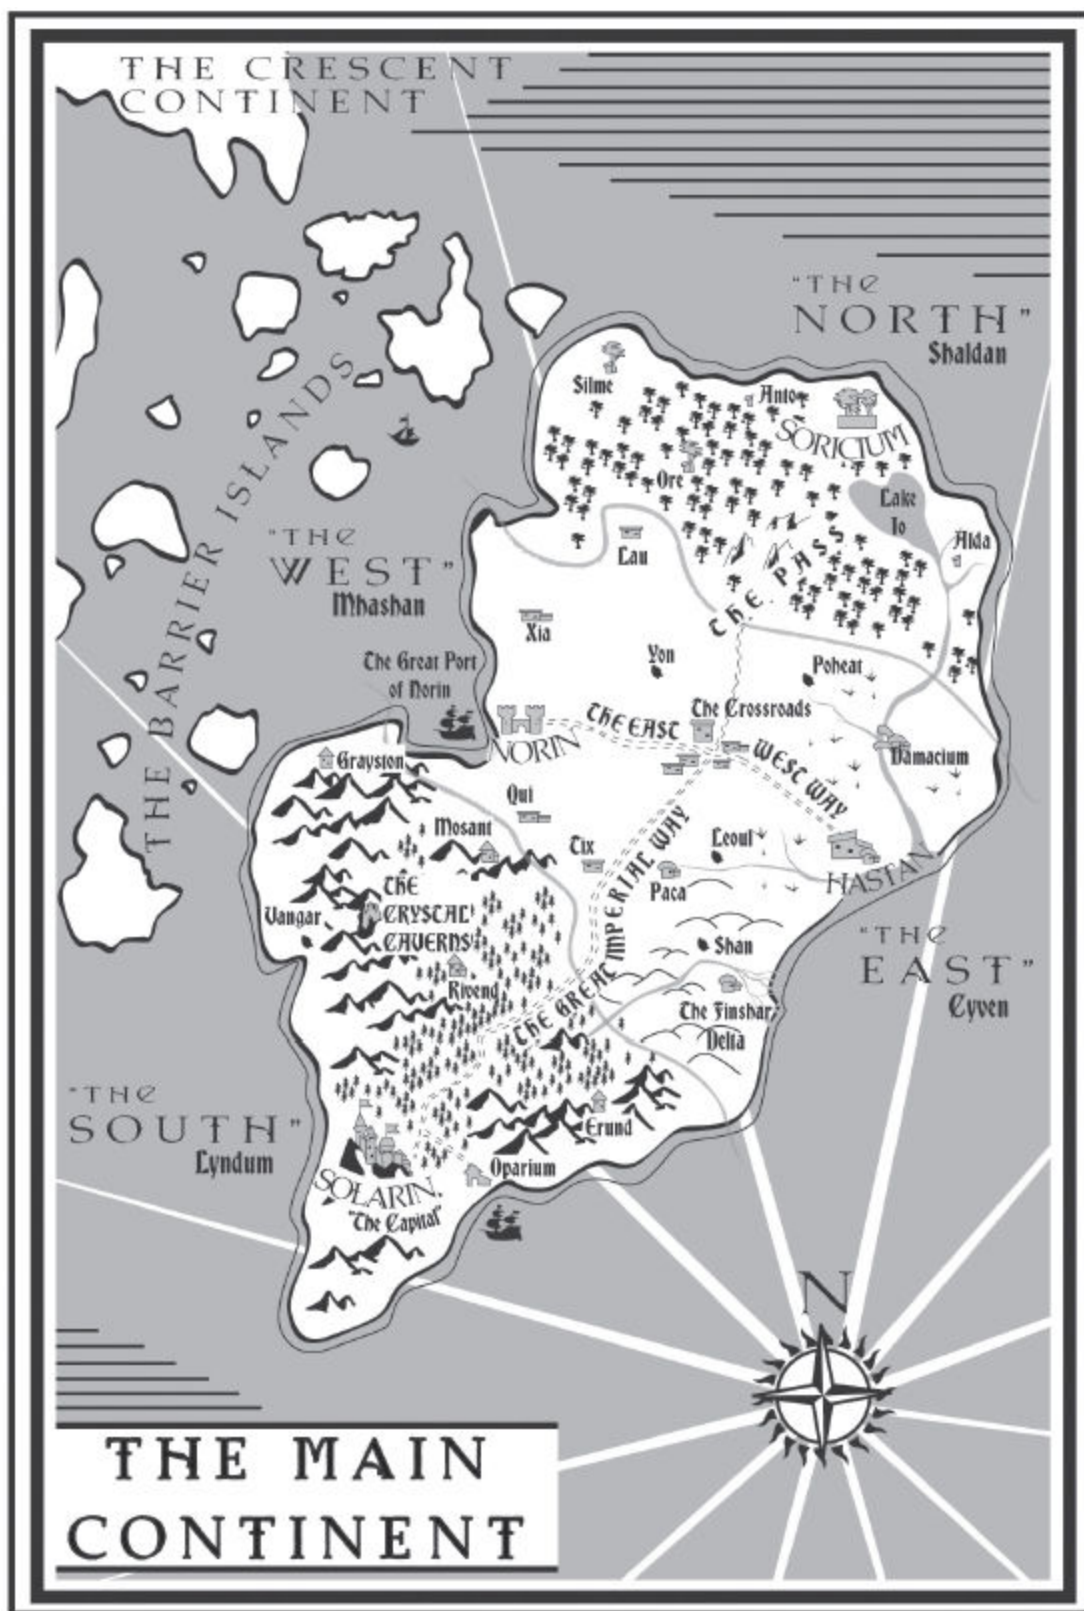 THE CRESCENT
CONTINENT
"THE
NORTH"
Shaldan
Silme
Anto
SORICIUM
Ore
Lake
Io
Alda
THE BARRIER ISLANDS
"THE
WEST"
Mhashan
Lau
THE PASS
Xia
Yon
Poheat
The Great Port
of Norin
NORIN
THE EAST
The Crossroads
WEST WAY
Damacium
Grayston
Qui
Mosant
Tix
Leoul
Paca
HASTAN
THE
CRYSTAL
CAVERNS
Vangar
THE GREAT IMPERIAL WAY
Shan
"THE
EAST"
Cyven
Rivend
The Finshar
Delta
"THE
SOUTH"
Lyndum
Erund
Oparium
SOLARIN,
"The Capital"
N
THE MAIN
CONTINENT